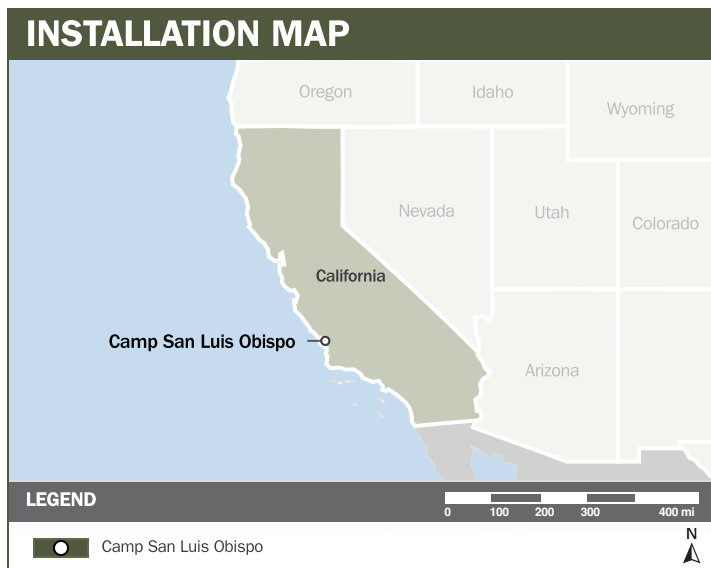 INSTALLATION MAP
Oregon
Idaho
Wyoming
Nevada
Utah
Colorado
California
Camp San Luis Obispo
Arizona
LEGEND
0 100 200 300 400 mi
Camp San Luis Obispo
N